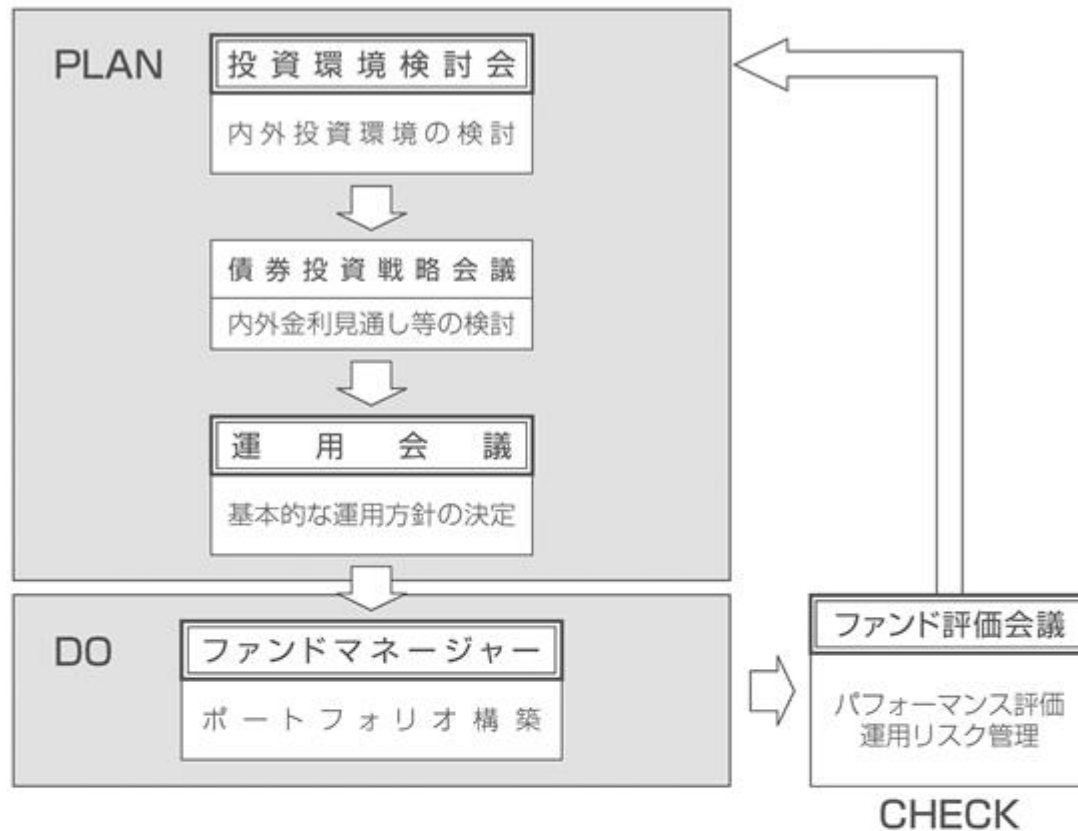 PLAN
投資環境検討会
内外投資環境の検討
債券投資戦略会議
内外金利見通し等の検討
運用会議
基本的な運用方針の決定
DO
ファンドマネージャー
ポートフォリオ構築
ファンド評価会議
パフォーマンス評価
運用リスク管理
CHECK